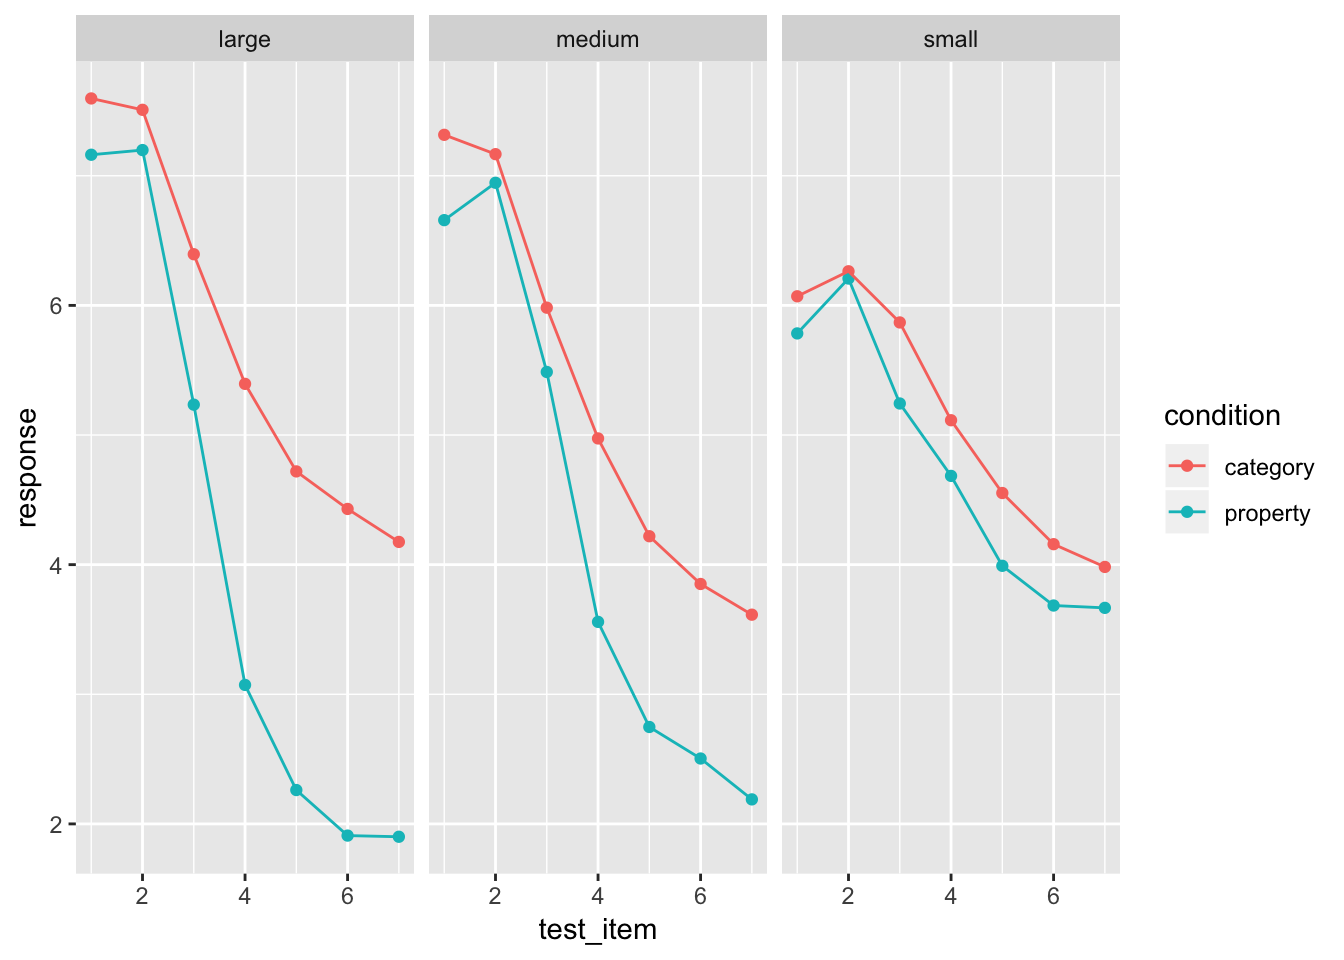 large medium small
response
6
4
2
2 4 6 2 4 6 2 4 6
test_item
condition
category
property